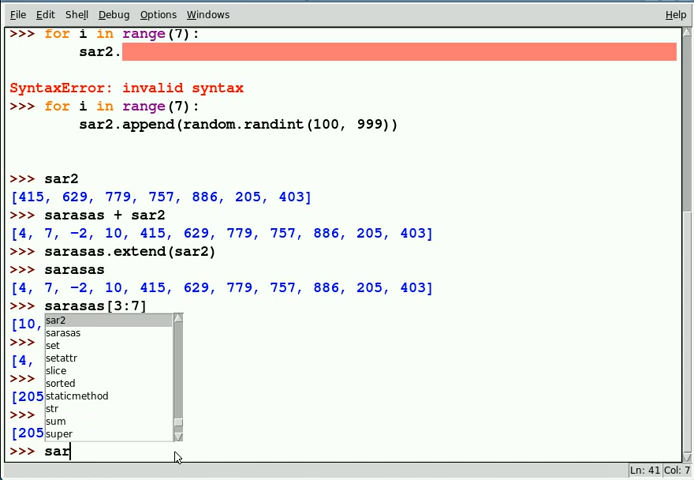 File Edit Shell Debug Options Windows Help
>>> for i in range(7):
sar2.
SyntaxError: invalid syntax
>>> for i in range(7):
sar2.append(random.randint(100, 999))
>>> sar2
[415, 629, 779, 757, 886, 205, 403]
>>> sarasas + sar2
[4, 7, -2, 10, 415, 629, 779, 757, 886, 205, 403]
>>> sarasas.extend(sar2)
>>> sarasas
[4, 7, -2, 10, 415, 629, 779, 757, 886, 205, 403]
>>> sarasas[3:7]
sar2
[10,
sarasas
>>> set
setattr
[4,
slice
>>> sorted
[205
staticmethod
>>> str
sum
[205
super
>>> sar
Ln: 41 Col: 7